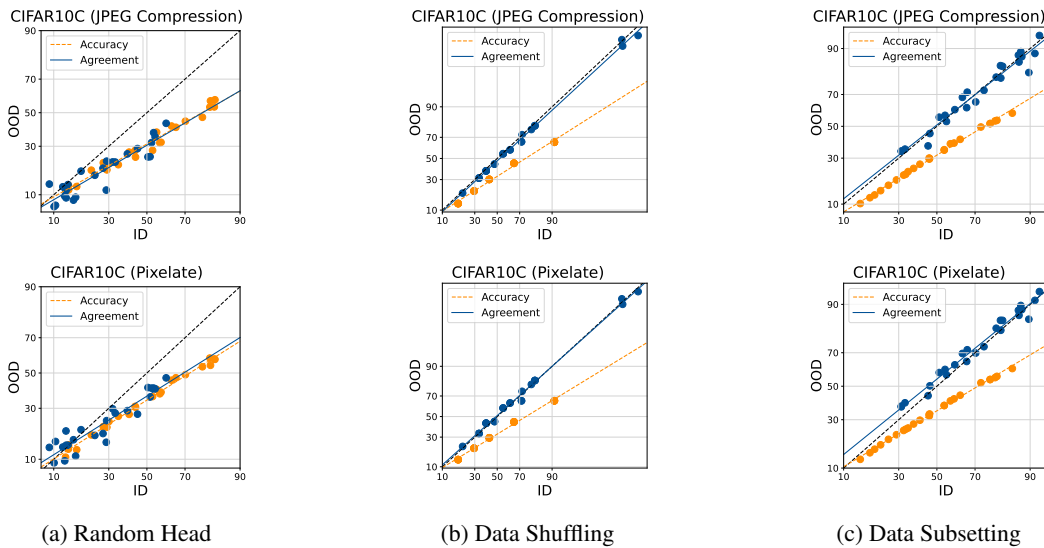 CIFAR10C (JPEG Compression)
90
70
50
30
10
OOD
Accuracy
Agreement
10 30 50 70 90
ID
CIFAR10C (JPEG Compression)
90
70
50
30
10
OOD
Accuracy
Agreement
10 30 50 70 90
ID
CIFAR10C (JPEG Compression)
90
70
50
30
10
OOD
Accuracy
Agreement
10 30 50 70 90
ID
CIFAR10C (Pixelate)
90
70
50
30
10
OOD
Accuracy
Agreement
10 30 50 70 90
ID
CIFAR10C (Pixelate)
90
70
50
30
10
OOD
Accuracy
Agreement
10 30 50 70 90
ID
CIFAR10C (Pixelate)
90
70
50
30
10
OOD
Accuracy
Agreement
10 30 50 70 90
ID
(a) Random Head
(b) Data Shuffling
(c) Data Subsetting